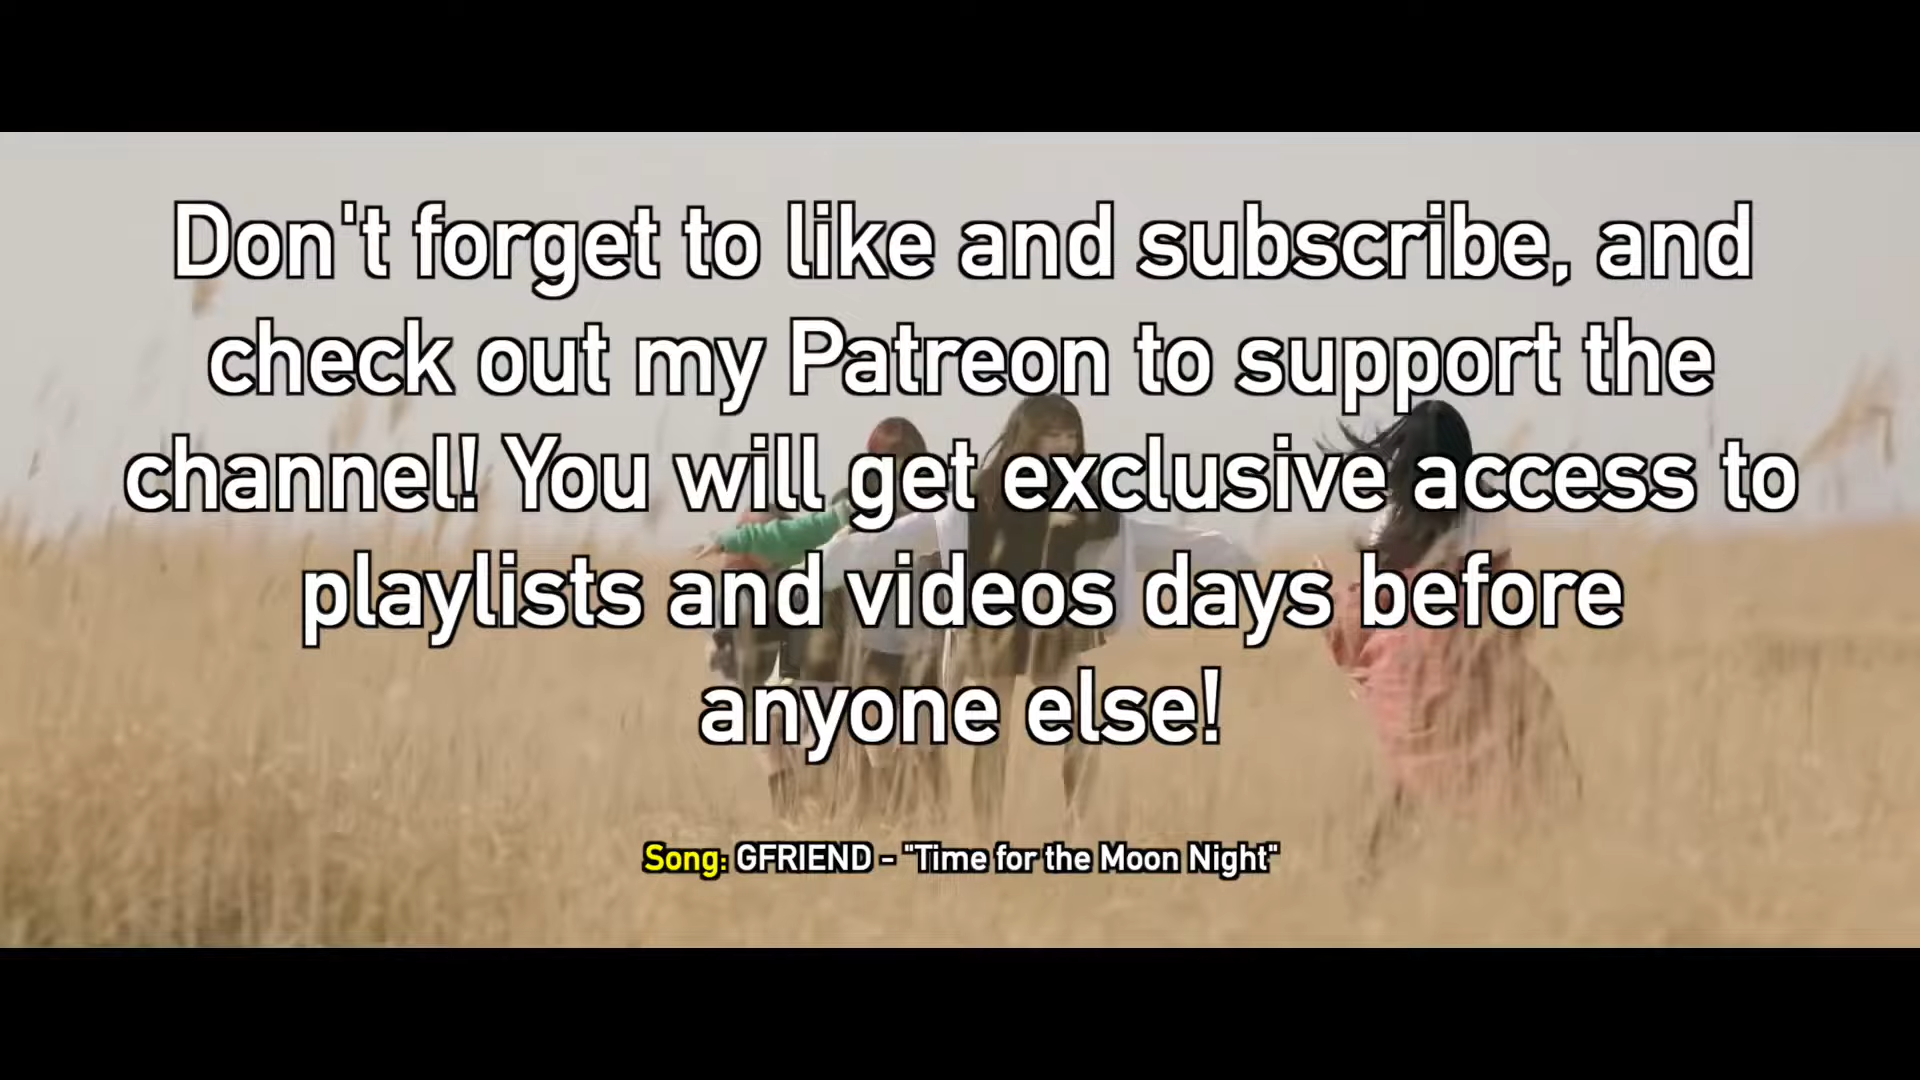 Don't forget to like and subscribe, and
check out my Patreon to support the
channel! You will get exclusive access to
playlists and videos days before
anyone else!
Song: GFRIEND - "Time for the Moon Night"